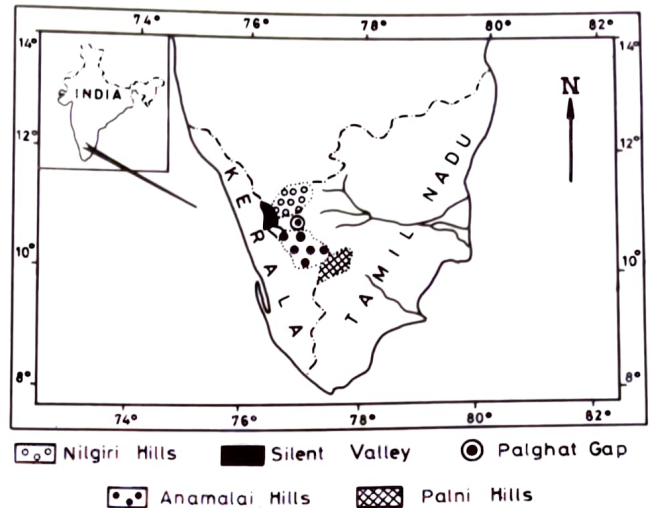 74° 76° 78° 80° 82°
14° 14°
INDIA
N
12° 12°
KERALA
TAMIL NADU
10° 10°
8° 8°
74° 76° 78° 80° 82°
Nilgiri Hills Silent Valley Palghat Gap
Anamalai Hills Palni Hills